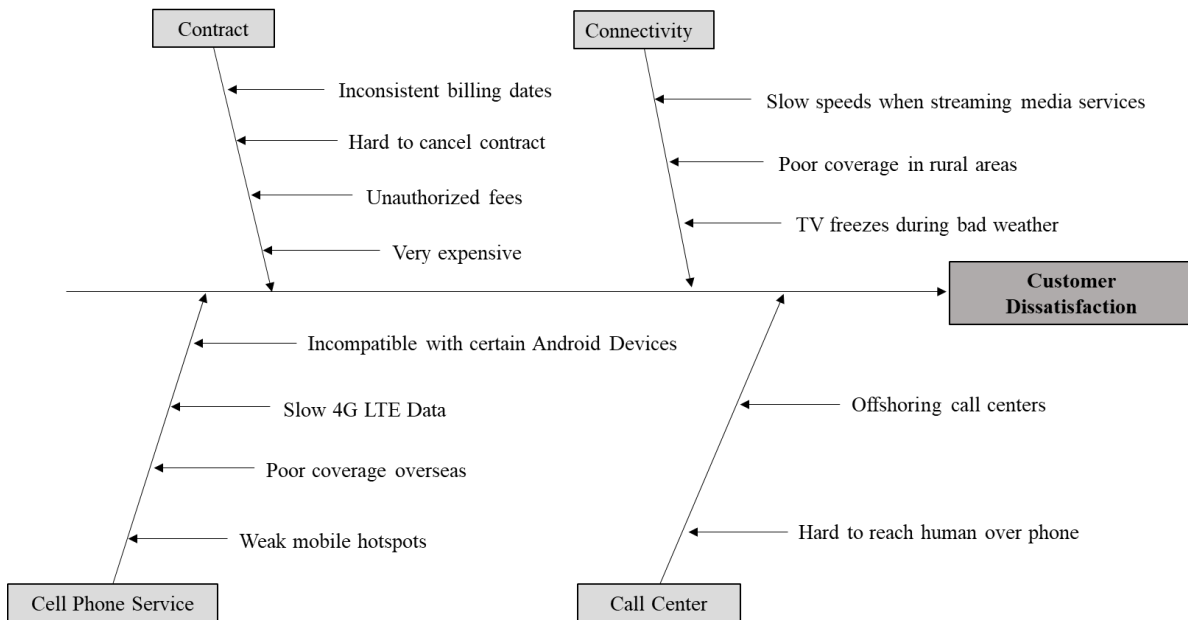 Contract
Connectivity
Inconsistent billing dates
Slow speeds when streaming media services
Hard to cancel contract
Poor coverage in rural areas
Unauthorized fees
TV freezes during bad weather
Very expensive
Customer
Dissatisfaction
Incompatible with certain Android Devices
Slow 4G LTE Data
Offshoring call centers
Poor coverage overseas
Hard to reach human over phone
Weak mobile hotspots
Cell Phone Service
Call Center